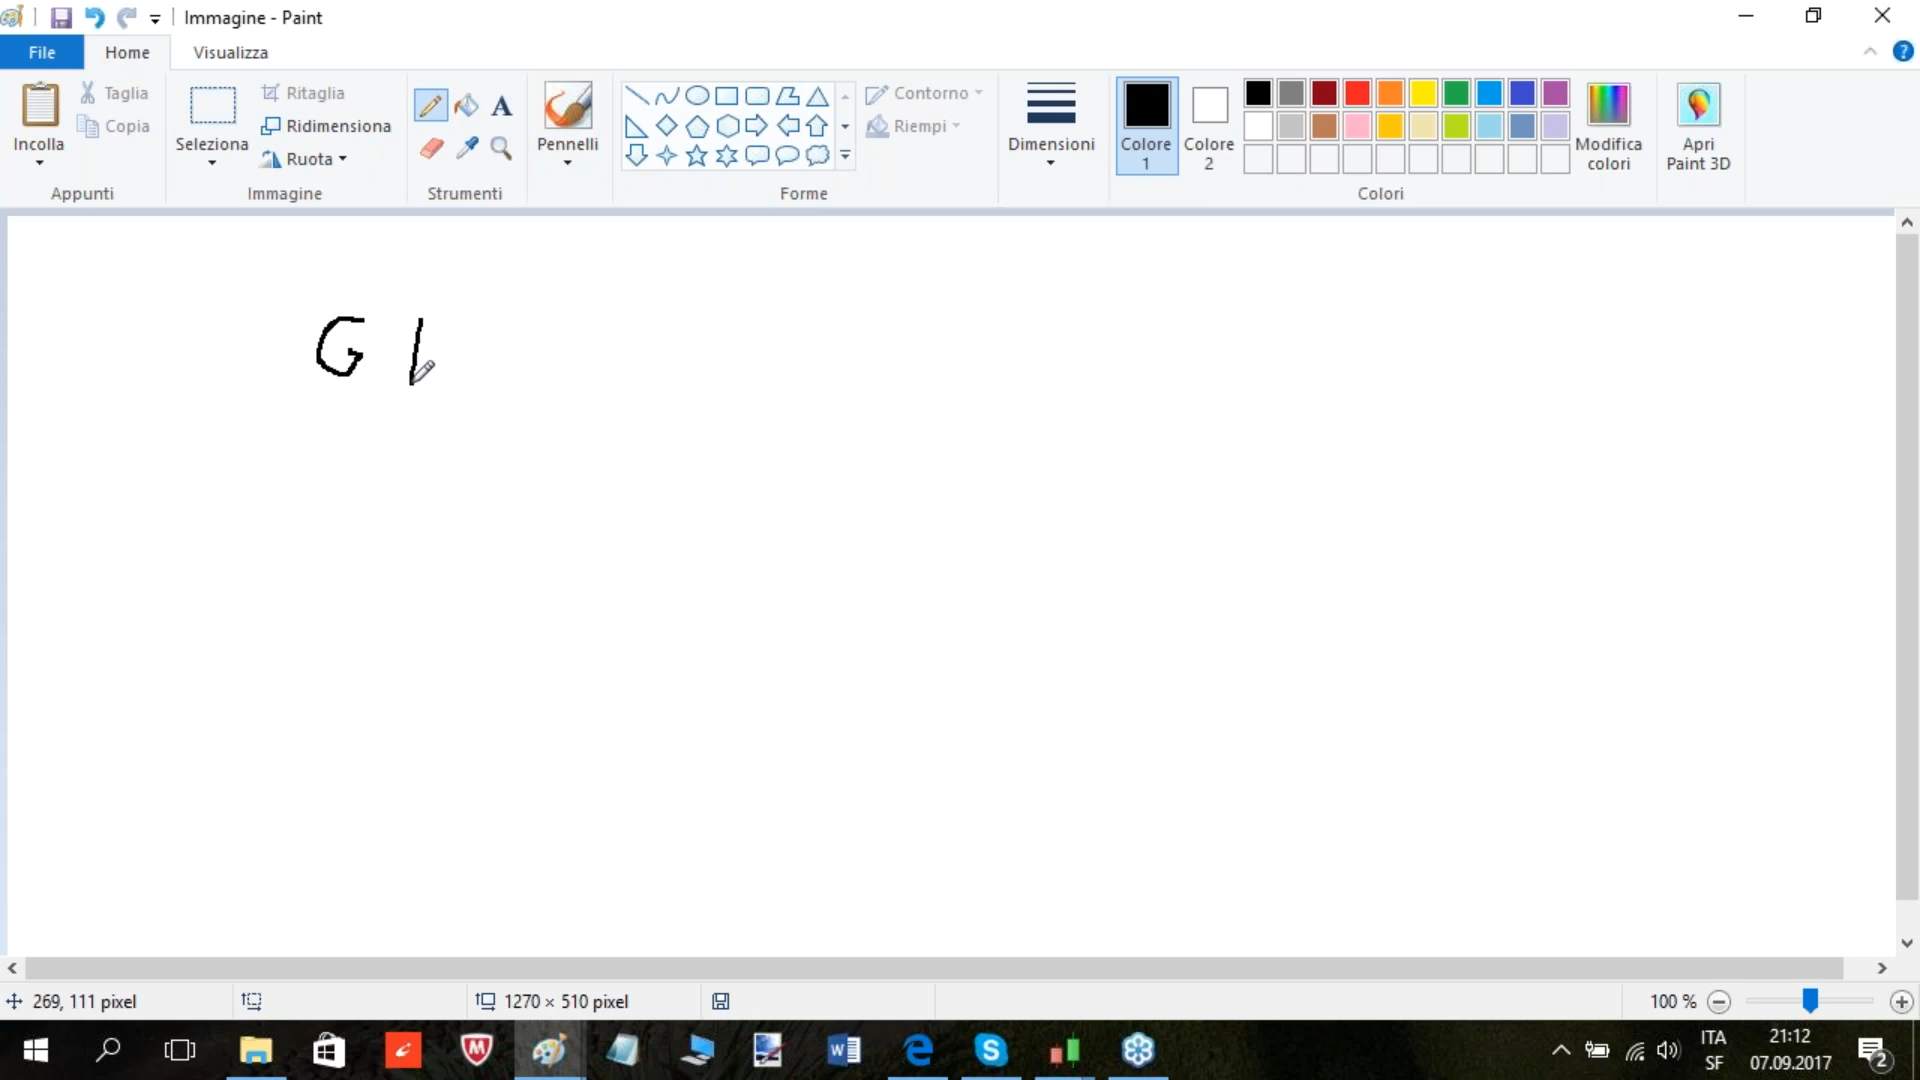 Immagine - Paint
File Home Visualizza
Incolla
Taglia
Copia
Appunti
Seleziona
Ritaglia
Ridimensiona
Ruota
Immagine
A
Strumenti
Pennelli
Forme
Contorno
Riempi
Dimensioni
Colore 1
Colore 2
Colori
Modifica colori
Apri Paint 3D
G
269, 111 pixel
1270 × 510 pixel
100 %
ITA
SF
21:12
07.09.2017
2